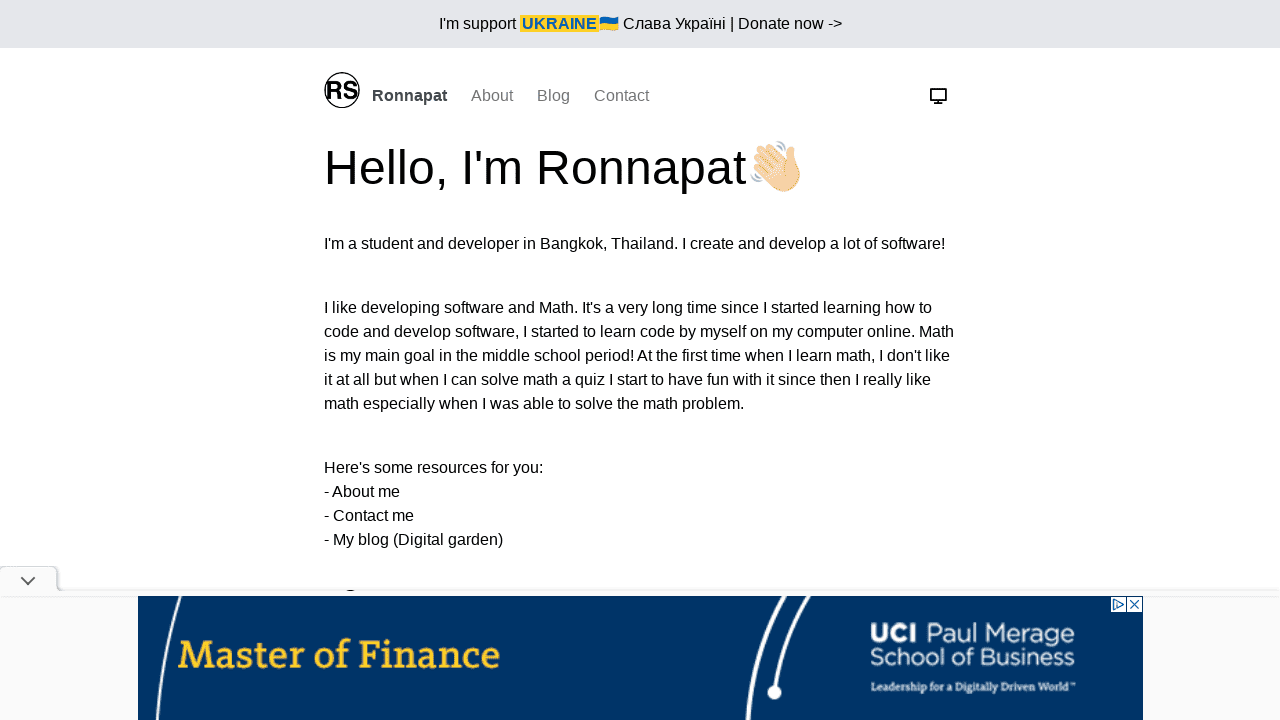 I'm support UKRAINE🇺🇦 Слава Україні | Donate now ->
RS
Ronnapat About Blog Contact
Hello, I'm Ronnapat👋🏻
I'm a student and developer in Bangkok, Thailand. I create and develop a lot of software!
I like developing software and Math. It's a very long time since I started learning how to
code and develop software, I started to learn code by myself on my computer online. Math
is my main goal in the middle school period! At the first time when I learn math, I don't like
it at all but when I can solve math a quiz I start to have fun with it since then I really like
math especially when I was able to solve the math problem.
Here's some resources for you:
- About me
- Contact me
- My blog (Digital garden)
Master of Finance
UCI Paul Merage
School of Business
Leadership for a Digitally Driven World™